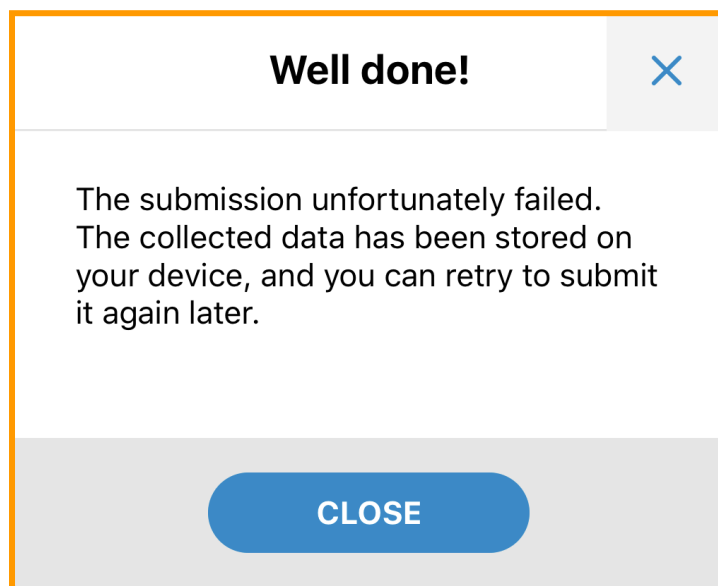 Well done!
The submission unfortunately failed.
The collected data has been stored on
your device, and you can retry to submit
it again later.
CLOSE